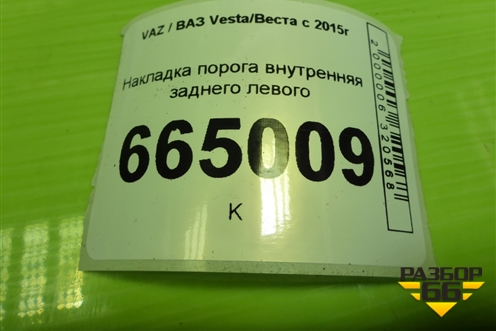 VAZ / ВАЗ Vesta/Веста с 2015г
Накладка порога внутренняя
заднего левого
665009
К
2000006320568
РАЗБОР
66